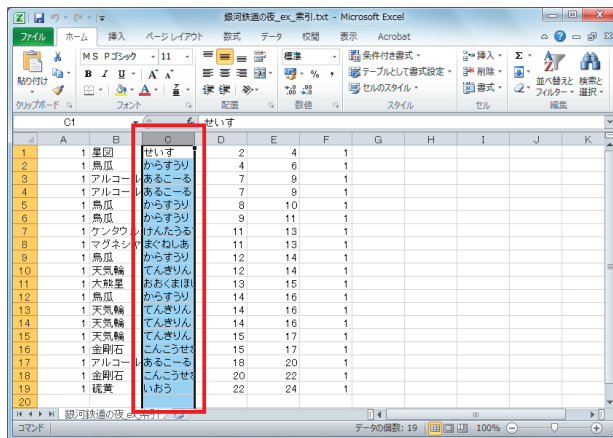 銀河鉄道の夜_ex_索引.txt - Microsoft Excel
ファイル ホーム 挿入 ページ レイアウト 数式 データ 校閲 表示 Acrobat
MS Pゴシック 11 標準 条件付き書式 挿入 Σ
貼り付け B I U A A % , テーブルとして書式設定 削除 並べ替えと フィルター 検索と 選択
セルのスタイル 書式
クリップボード フォント 配置 数値 スタイル セル 編集
C1 fx せいす
A B C D E F G H I J K
1 1 星図 せいす 2 4 1
2 1 烏瓜 からすうり 4 6 1
3 1 アルコール あるこーる 7 9 1
4 1 アルコール あるこーる 7 9 1
5 1 烏瓜 からすうり 8 10 1
6 1 烏瓜 からすうり 9 11 1
7 1 ケンタウル けんたうる 11 13 1
8 1 マグネシヤ まぐねしあ 11 13 1
9 1 烏瓜 からすうり 12 14 1
10 1 天気輪 てんきりん 12 14 1
11 1 大熊星 おおくまぼ 13 15 1
12 1 烏瓜 からすうり 14 16 1
13 1 天気輪 てんきりん 14 16 1
14 1 天気輪 てんきりん 14 16 1
15 1 天気輪 てんきりん 15 17 1
16 1 金剛石 こんごうせき 15 17 1
17 1 アルコール あるこーる 18 20 1
18 1 金剛石 こんごうせき 20 22 1
19 1 硫黄 いおう 22 24 1
20
銀河鉄道の夜_ex_索引
コマンド データの個数: 19 100%